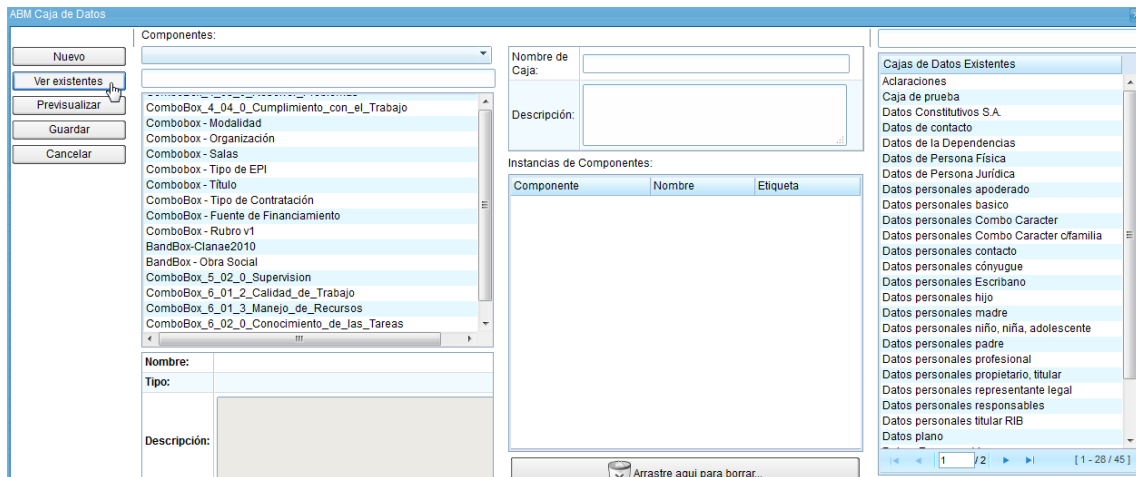 ABM Caja de Datos
Nuevo
Ver existentes
Previsualizar
Guardar
Cancelar
Componentes:
ComboBox_4_04_0_Cumplimiento_con_el_Trabajo
Combobox - Modalidad
Combobox - Organización
Combobox - Salas
Combobox - Tipo de EPI
Combobox - Título
ComboBox - Tipo de Contratación
ComboBox - Fuente de Financiamiento
ComboBox - Rubro v1
BandBox-Clanae2010
BandBox - Obra Social
ComboBox_5_02_0_Supervision
ComboBox_6_01_2_Calidad_de_Trabajo
ComboBox_6_01_3_Manejo_de_Recursos
ComboBox_6_02_0_Conocimiento_de_las_Tareas
Nombre:
Tipo:
Descripción:
Nombre de
Caja:
Descripción:
Instancias de Componentes:
Componente Nombre Etiqueta
Arrastre aqui para borrar...
Cajas de Datos Existentes
Aclaraciones
Caja de prueba
Datos Constitutivos S.A.
Datos de contacto
Datos de la Dependencias
Datos de Persona Física
Datos de Persona Jurídica
Datos personales apoderado
Datos personales basico
Datos personales Combo Caracter
Datos personales Combo Caracter c/familia
Datos personales contacto
Datos personales cónyugue
Datos personales Escribano
Datos personales hijo
Datos personales madre
Datos personales niño, niña, adolescente
Datos personales padre
Datos personales profesional
Datos personales propietario, titular
Datos personales representante legal
Datos personales responsables
Datos personales titular RIB
Datos plano
1 / 2 [ 1 - 28 / 45 ]